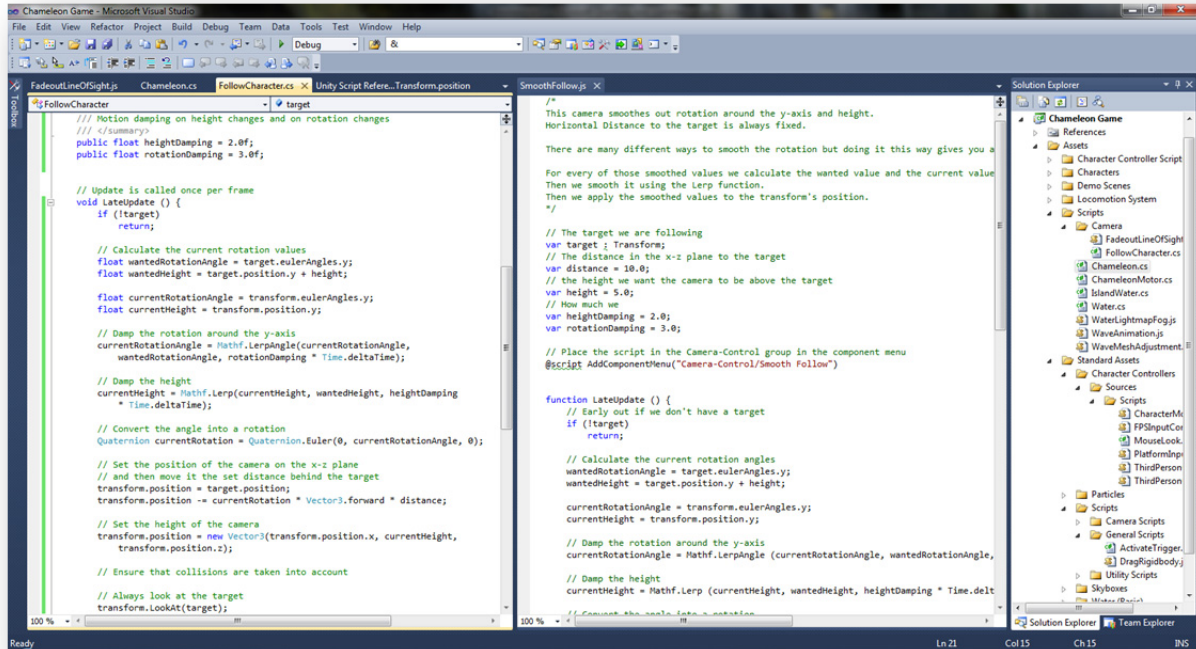 Chameleon Game - Microsoft Visual Studio
File Edit View Refactor Project Build Debug Team Data Tools Test Window Help
Debug &
FadeoutLineOfSight.js Chameleon.cs FollowCharacter.cs X Unity Script Refere...Transform.position
Toolbox
FollowCharacter target
/// Motion damping on height changes and on rotation changes
/// </summary>
public float heightDamping = 2.0f;
public float rotationDamping = 3.0f;
// Update is called once per frame
void LateUpdate () {
if (!target)
return;
// Calculate the current rotation values
float wantedRotationAngle = target.eulerAngles.y;
float wantedHeight = target.position.y + height;
float currentRotationAngle = transform.eulerAngles.y;
float currentHeight = transform.position.y;
// Damp the rotation around the y-axis
currentRotationAngle = Mathf.LerpAngle(currentRotationAngle,
wantedRotationAngle, rotationDamping * Time.deltaTime);
// Damp the height
currentHeight = Mathf.Lerp(currentHeight, wantedHeight, heightDamping
* Time.deltaTime);
// Convert the angle into a rotation
Quaternion currentRotation = Quaternion.Euler(0, currentRotationAngle, 0);
// Set the position of the camera on the x-z plane
// and then move it the set distance behind the target
transform.position = target.position;
transform.position -= currentRotation * Vector3.forward * distance;
// Set the height of the camera
transform.position = new Vector3(transform.position.x, currentHeight,
transform.position.z);
// Ensure that collisions are taken into account
// Always look at the target
transform.LookAt(target);
100 %
SmoothFollow.js X
/*
This camera smoothes out rotation around the y-axis and height.
Horizontal Distance to the target is always fixed.
There are many different ways to smooth the rotation but doing it this way gives you a
For every of those smoothed values we calculate the wanted value and the current value
Then we smooth it using the Lerp function.
Then we apply the smoothed values to the transform's position.
*/
// The target we are following
var target : Transform;
// The distance in the x-z plane to the target
var distance = 10.0;
// the height we want the camera to be above the target
var height = 5.0;
// How much we
var heightDamping = 2.0;
var rotationDamping = 3.0;
// Place the script in the Camera-Control group in the component menu
@script AddComponentMenu("Camera-Control/Smooth Follow")
function LateUpdate () {
// Early out if we don't have a target
if (!target)
return;
// Calculate the current rotation angles
wantedRotationAngle = target.eulerAngles.y;
wantedHeight = target.position.y + height;
currentRotationAngle = transform.eulerAngles.y;
currentHeight = transform.position.y;
// Damp the rotation around the y-axis
currentRotationAngle = Mathf.LerpAngle (currentRotationAngle, wantedRotationAngle,
// Damp the height
currentHeight = Mathf.Lerp (currentHeight, wantedHeight, heightDamping * Time.delt
// Convert the angle into a rotation
100 %
Solution Explorer
Chameleon Game
References
Assets
Character Controller Script
Characters
Demo Scenes
Locomotion System
Scripts
Camera
FadeoutLineOfSight
FollowCharacter.cs
Chameleon.cs
ChameleonMotor.cs
IslandWater.cs
Water.cs
WaterLightmapFog.js
WaveAnimation.js
WaveMeshAdjustment.
Standard Assets
Character Controllers
Sources
Scripts
CharacterMo
FPSInputCor
MouseLook.
PlatformInpu
ThirdPerson
ThirdPerson
Particles
Scripts
Camera Scripts
General Scripts
ActivateTrigger.
DragRigidbody.j
Utility Scripts
Skyboxes
Water (Basic)
Solution Explorer Team Explorer
Ready Ln 21 Col 15 Ch 15 INS